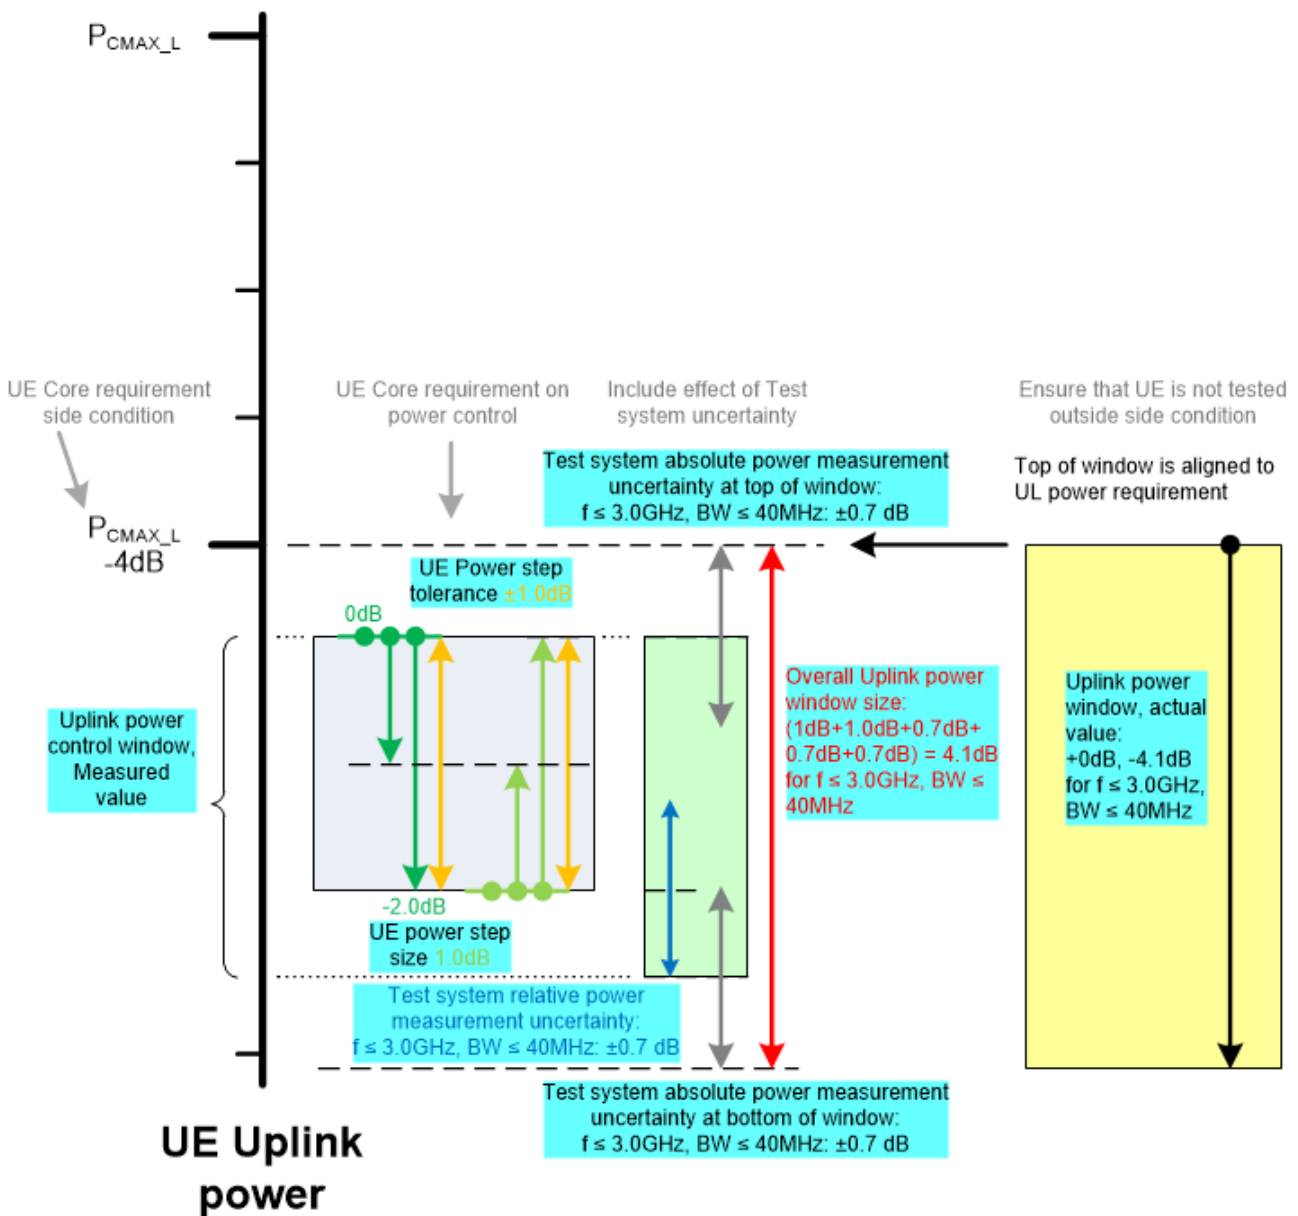 PCMAX_L
UE Core requirement
side condition
UE Core requirement on
power control
Include effect of Test
system uncertainty
Ensure that UE is not tested
outside side condition
Test system absolute power measurement
uncertainty at top of window:
f ≤ 3.0GHz, BW ≤ 40MHz: ±0.7 dB
Top of window is aligned to
UL power requirement
PCMAX_L
-4dB
UE Power step
tolerance ±1.0dB
0dB
Uplink power
control window,
Measured
value
Overall Uplink power
window size:
(1dB+1.0dB+0.7dB+
0.7dB+0.7dB) = 4.1dB
for f ≤ 3.0GHz, BW ≤
40MHz
Uplink power
window, actual
value:
+0dB, -4.1dB
for f ≤ 3.0GHz,
BW ≤ 40MHz
-2.0dB
UE power step
size 1.0dB
Test system relative power
measurement uncertainty:
f ≤ 3.0GHz, BW ≤ 40MHz: ±0.7 dB
Test system absolute power measurement
uncertainty at bottom of window:
f ≤ 3.0GHz, BW ≤ 40MHz: ±0.7 dB
UE Uplink
power